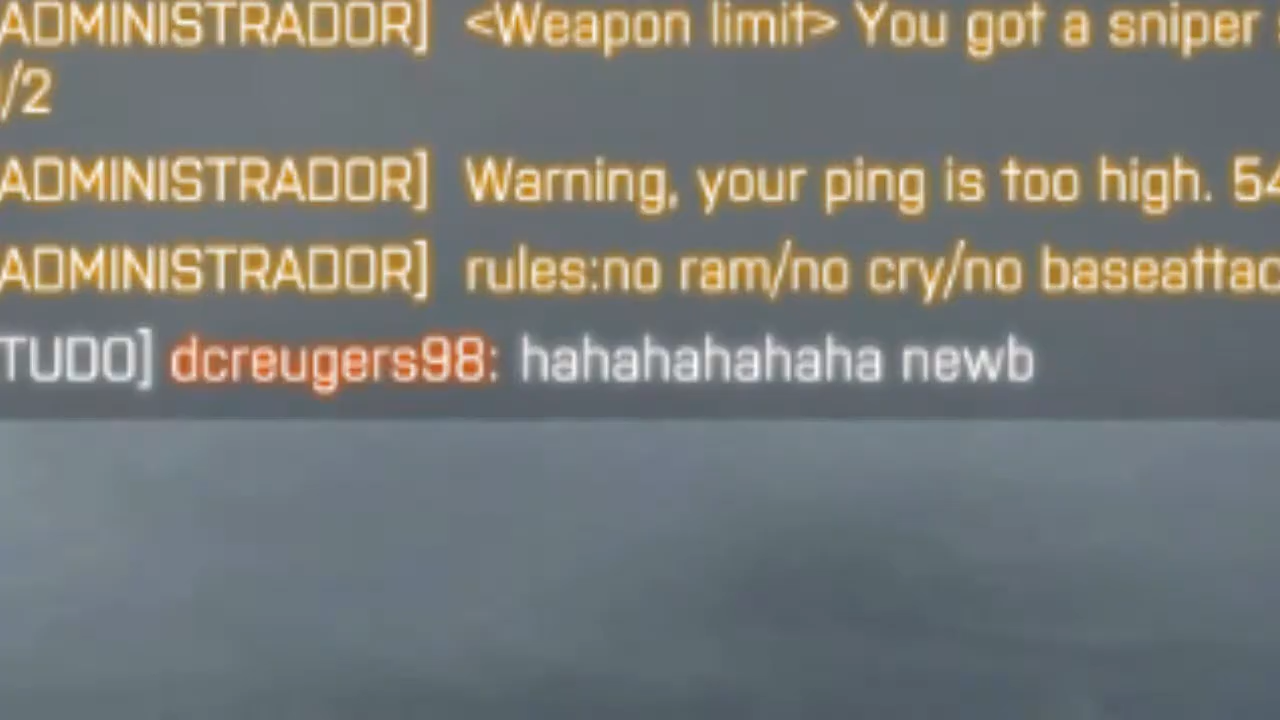 ADMINISTRADOR] <Weapon limit> You got a sniper
/2
ADMINISTRADOR] Warning, your ping is too high. 54
ADMINISTRADOR] rules:no ram/no cry/no baseattac
TUDO] dcreugers98: hahahahahaha newb